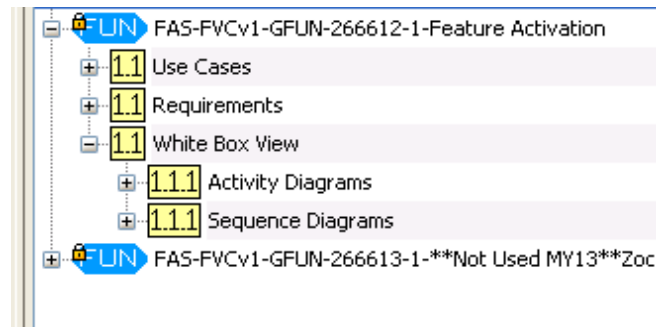 FUN FAS-FVCv1-GFUN-266612-1-Feature Activation
1.1 Use Cases
1.1 Requirements
1.1 White Box View
1.1.1 Activity Diagrams
1.1.1 Sequence Diagrams
FUN FAS-FVCv1-GFUN-266613-1-**Not Used MY13**Zoc